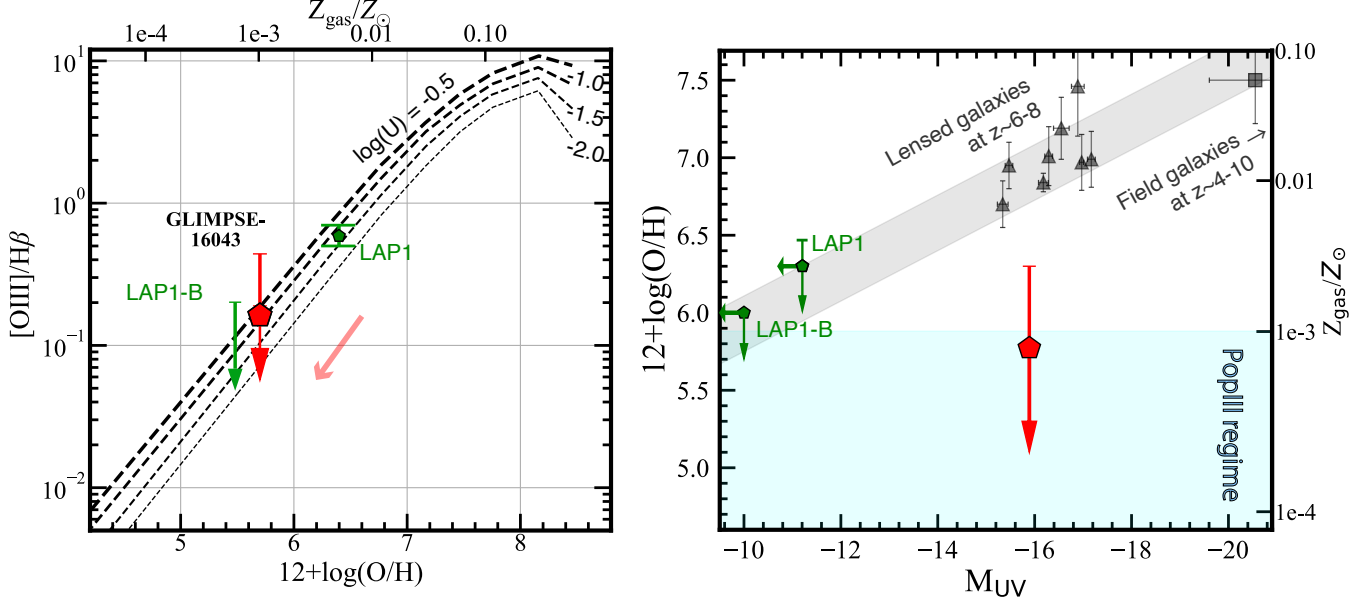 Z_gas/Z_⊙
1e-4 1e-3 0.01 0.10
10^1
10^0
10^-1
10^-2
[OIII]/Hβ
log(U) = -0.5
-1.0
-1.5
-2.0
GLIMPSE-
16043
LAP1
LAP1-B
5 6 7 8
12+log(O/H)
7.5
7.0
6.5
6.0
5.5
5.0
12+log(O/H)
Lensed galaxies
at z~6-8
Field galaxies →
at z~4-10
LAP1
LAP1-B
PopIII regime
0.10
0.01
1e-3
1e-4
Z_gas/Z_⊙
−10 −12 −14 −16 −18 −20
M_UV